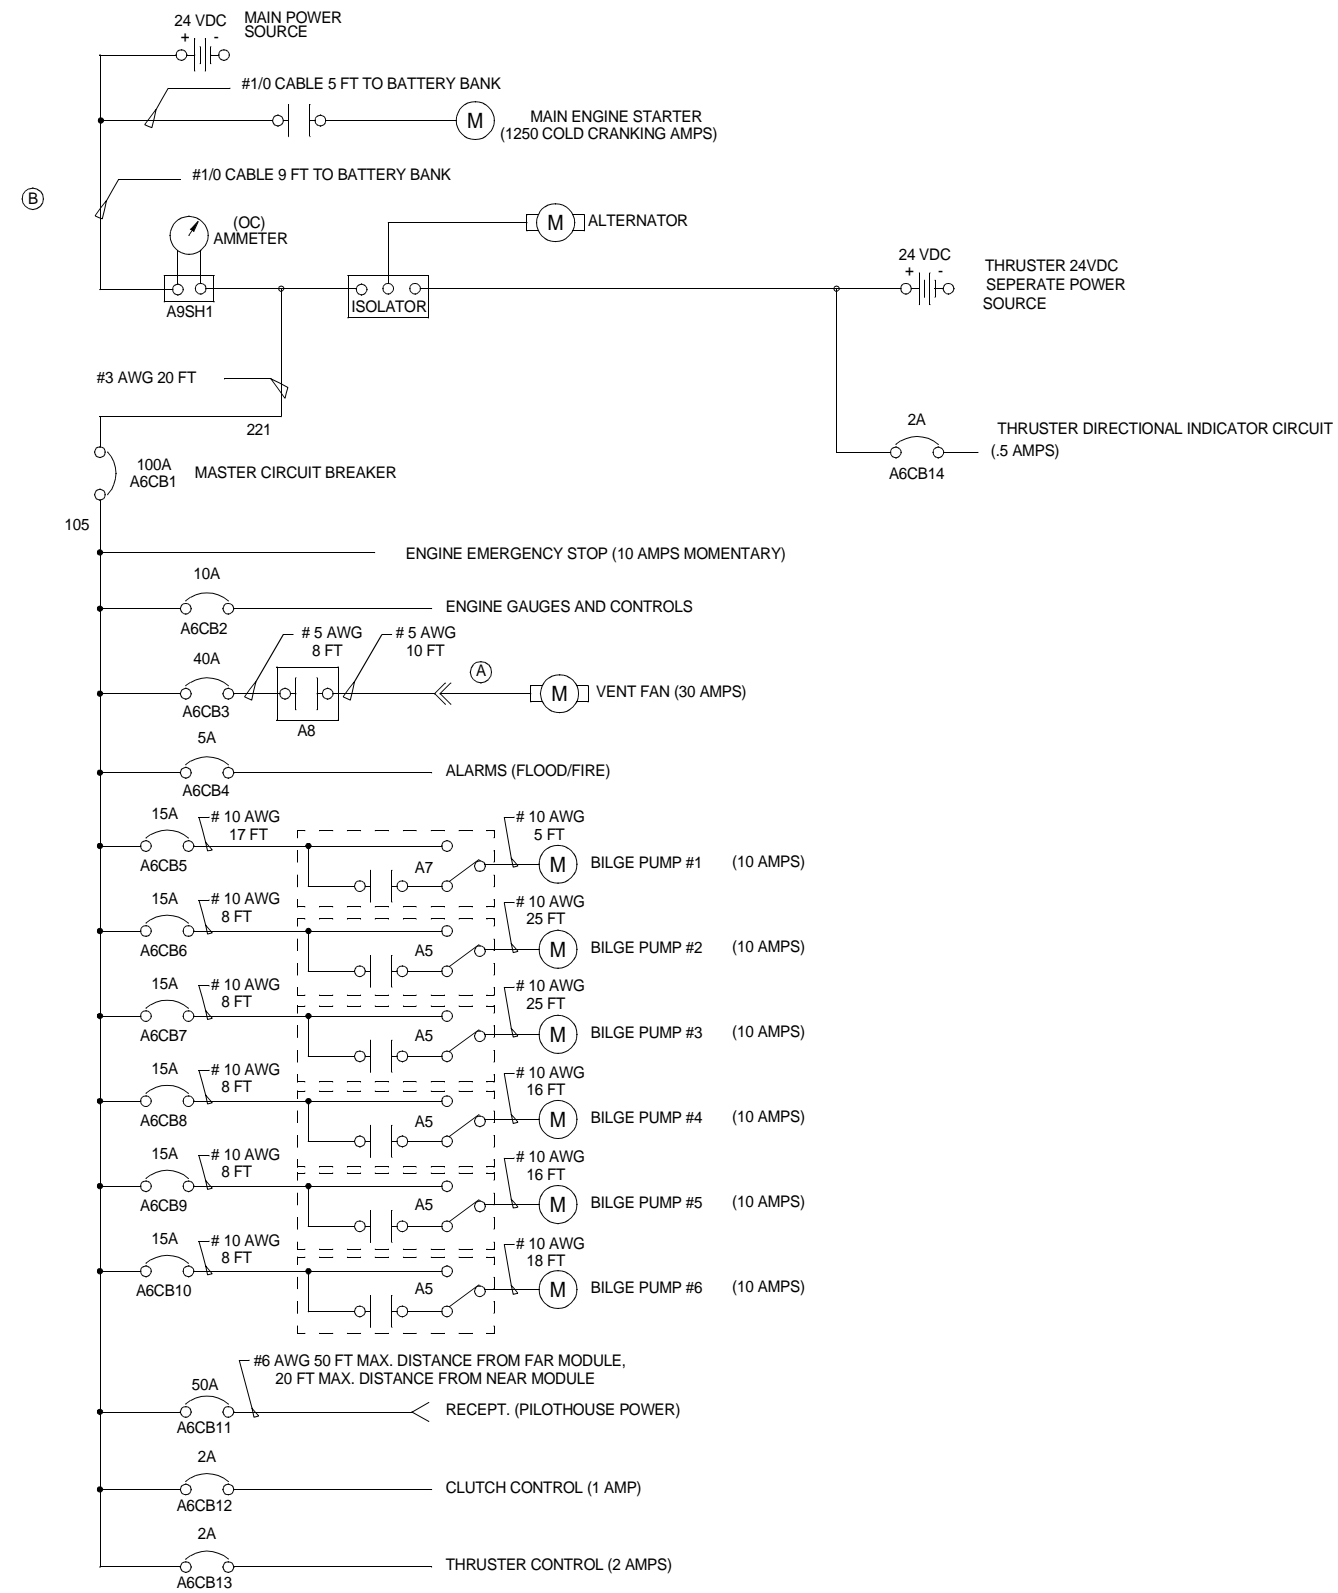 24 VDC
MAIN POWER
SOURCE
+ -
#1/0 CABLE 5 FT TO BATTERY BANK
M
MAIN ENGINE STARTER
(1250 COLD CRANKING AMPS)
#1/0 CABLE 9 FT TO BATTERY BANK
B
(OC)
AMMETER
M
ALTERNATOR
A9SH1
ISOLATOR
24 VDC
+ -
THRUSTER 24VDC
SEPERATE POWER
SOURCE
#3 AWG 20 FT
221
2A
A6CB14
THRUSTER DIRECTIONAL INDICATOR CIRCUIT
(.5 AMPS)
100A
A6CB1
MASTER CIRCUIT BREAKER
105
ENGINE EMERGENCY STOP (10 AMPS MOMENTARY)
10A
A6CB2
ENGINE GAUGES AND CONTROLS
40A
A6CB3
# 5 AWG
8 FT
A8
# 5 AWG
10 FT
A
M
VENT FAN (30 AMPS)
5A
A6CB4
ALARMS (FLOOD/FIRE)
15A
A6CB5
# 10 AWG
17 FT
A7
# 10 AWG
5 FT
M
BILGE PUMP #1 (10 AMPS)
15A
A6CB6
# 10 AWG
8 FT
A5
# 10 AWG
25 FT
M
BILGE PUMP #2 (10 AMPS)
15A
A6CB7
# 10 AWG
8 FT
A5
# 10 AWG
25 FT
M
BILGE PUMP #3 (10 AMPS)
15A
A6CB8
# 10 AWG
8 FT
A5
# 10 AWG
16 FT
M
BILGE PUMP #4 (10 AMPS)
15A
A6CB9
# 10 AWG
8 FT
A5
# 10 AWG
16 FT
M
BILGE PUMP #5 (10 AMPS)
15A
A6CB10
# 10 AWG
8 FT
A5
# 10 AWG
18 FT
M
BILGE PUMP #6 (10 AMPS)
#6 AWG 50 FT MAX. DISTANCE FROM FAR MODULE,
20 FT MAX. DISTANCE FROM NEAR MODULE
50A
A6CB11
RECEPT. (PILOTHOUSE POWER)
2A
A6CB12
CLUTCH CONTROL (1 AMP)
2A
A6CB13
THRUSTER CONTROL (2 AMPS)